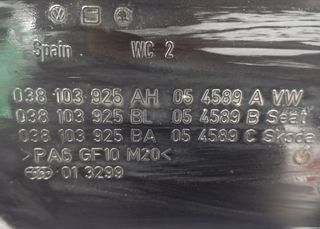 Spain WC 2
038 103 925 AH 05 4589 A VW
038 103 925 BL 05 4589 B Seat
038 103 925 BA 05 4589 C Skoda
>PA6 GF10 M20<
01 3299